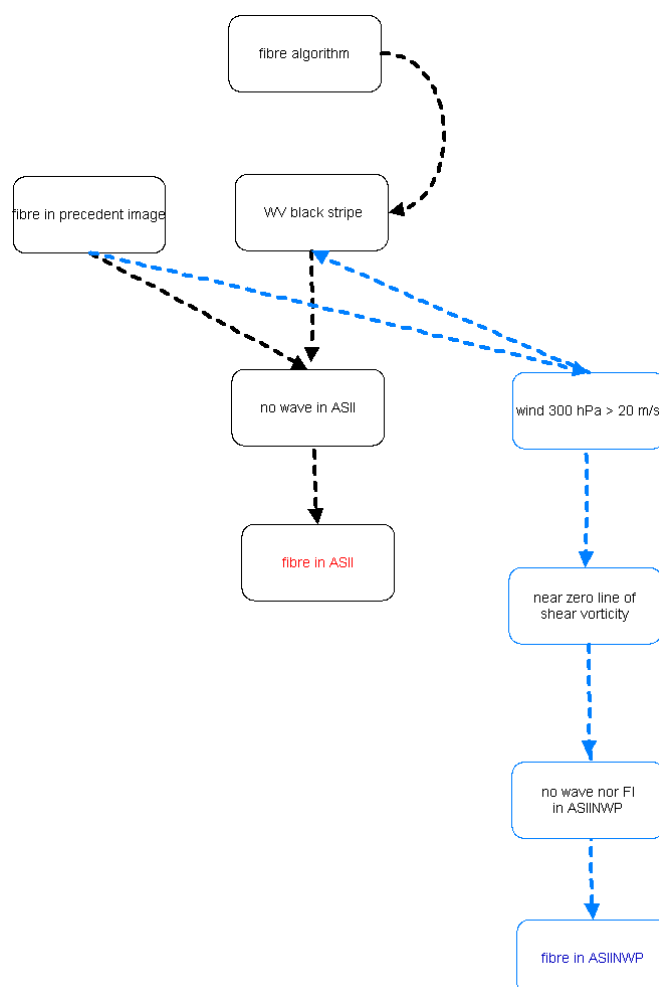 fibre algorithm
fibre in precedent image
WV black stripe
no wave in ASII
wind 300 hPa > 20 m/s
fibre in ASII
near zero line of
shear vorticity
no wave nor FI
in ASIINWP
fibre in ASIINWP